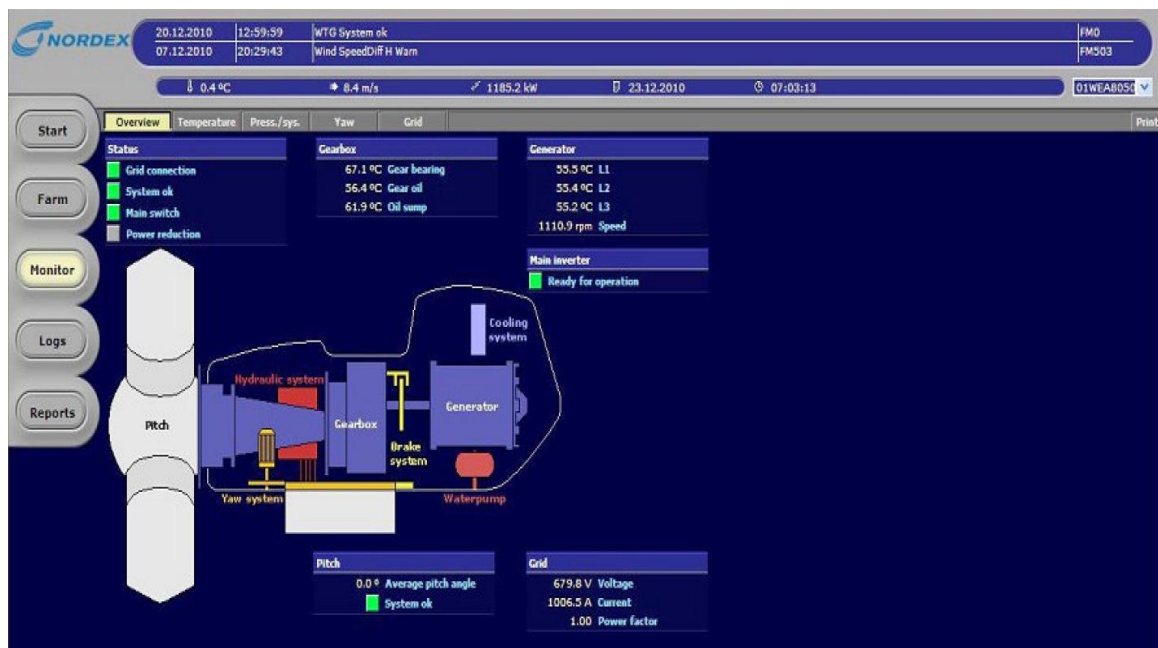 NORDEX
20.12.2010 12:59:59 WTG System ok FM0
07.12.2010 20:29:43 Wind SpeedDiff H Warn FM503
0.4 ºC 8.4 m/s 1185.2 kW 23.12.2010 07:03:13 01WEA8050
Overview Temperature Press./sys. Yaw Grid Print
Start
Farm
Monitor
Logs
Reports
Status
Grid connection
System ok
Main switch
Power reduction
Gearbox
67.1 ºC Gear bearing
56.4 ºC Gear oil
61.9 ºC Oil sump
Generator
55.5 ºC L1
55.4 ºC L2
55.2 ºC L3
1110.9 rpm Speed
Main inverter
Ready for operation
Cooling
system
Hydraulic system
Pitch
Gearbox
Generator
Brake
system
Yaw system
Waterpump
Pitch
0.0 º Average pitch angle
System ok
Grid
679.8 V Voltage
1006.5 A Current
1.00 Power factor